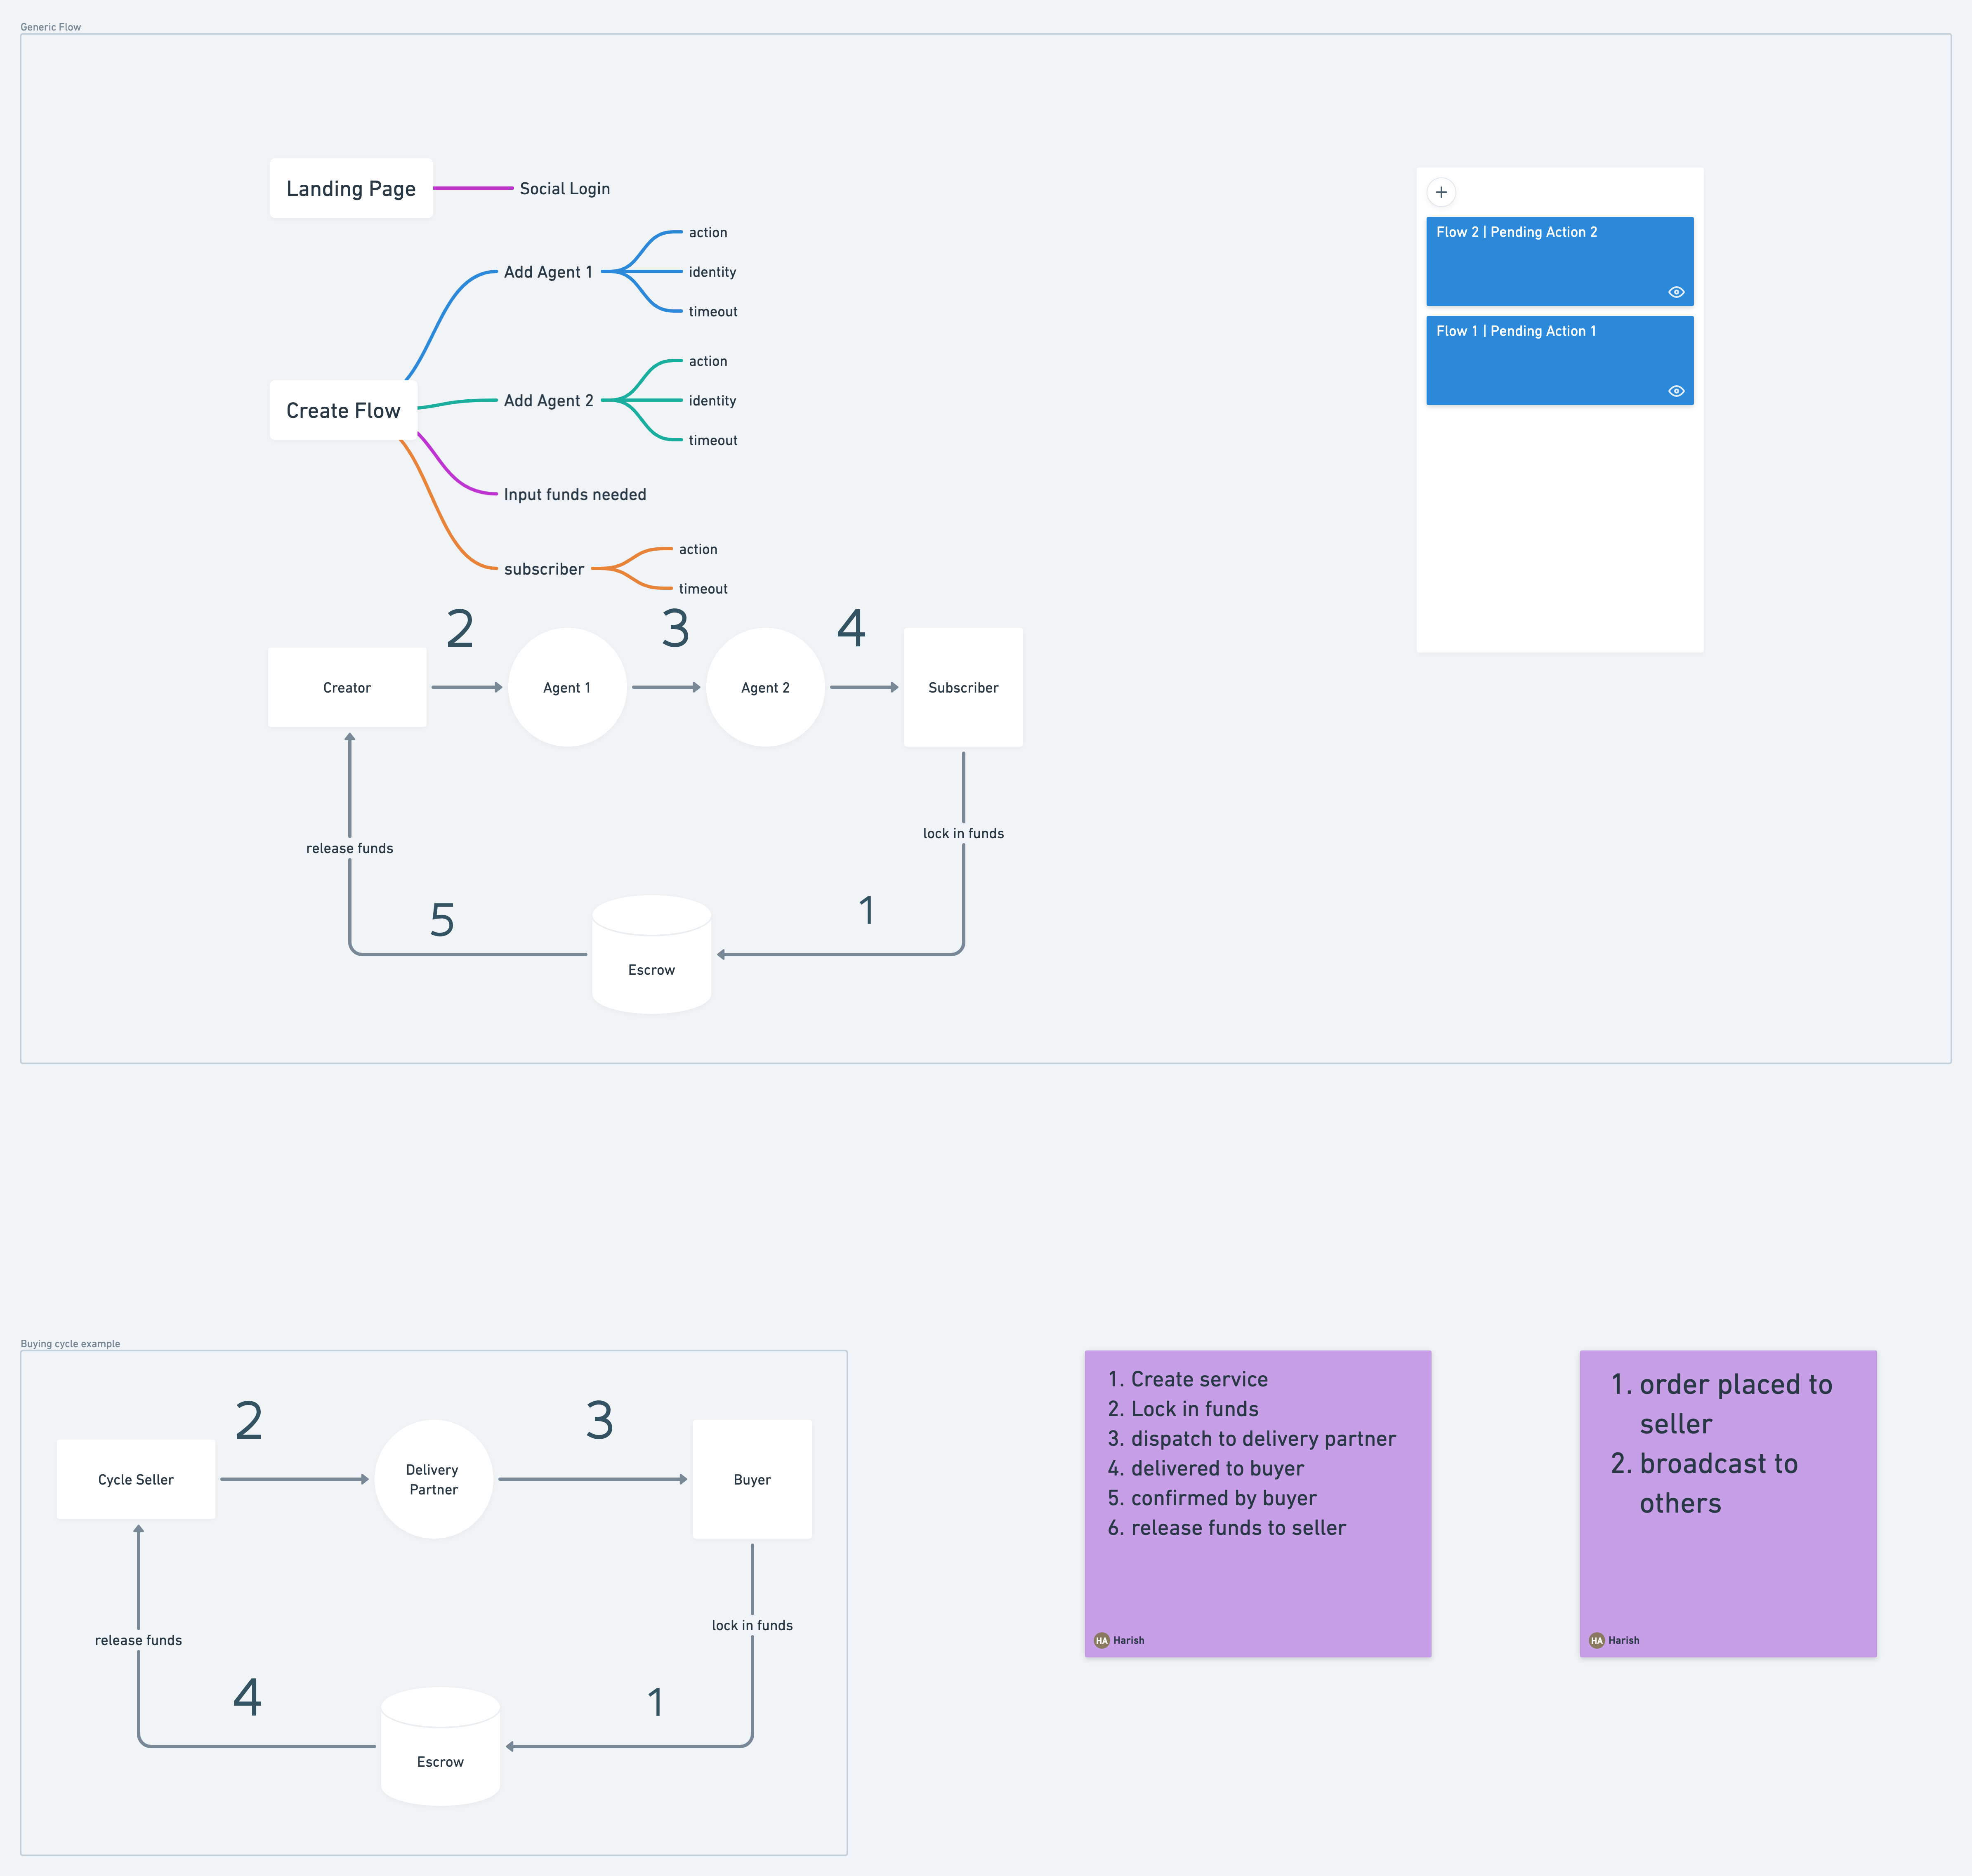 Generic Flow
Landing Page
Social Login
Create Flow
Add Agent 1
action
identity
timeout
Add Agent 2
action
identity
timeout
Input funds needed
subscriber
action
timeout
+
Flow 2 | Pending Action 2
Flow 1 | Pending Action 1
2
3
4
Creator
Agent 1
Agent 2
Subscriber
release funds
lock in funds
5
1
Escrow
Buying cycle example
2
3
Cycle Seller
Delivery
Partner
Buyer
release funds
lock in funds
4
1
Escrow
1. Create service
2. Lock in funds
3. dispatch to delivery partner
4. delivered to buyer
5. confirmed by buyer
6. release funds to seller
HA Harish
1. order placed to
seller
2. broadcast to
others
HA Harish